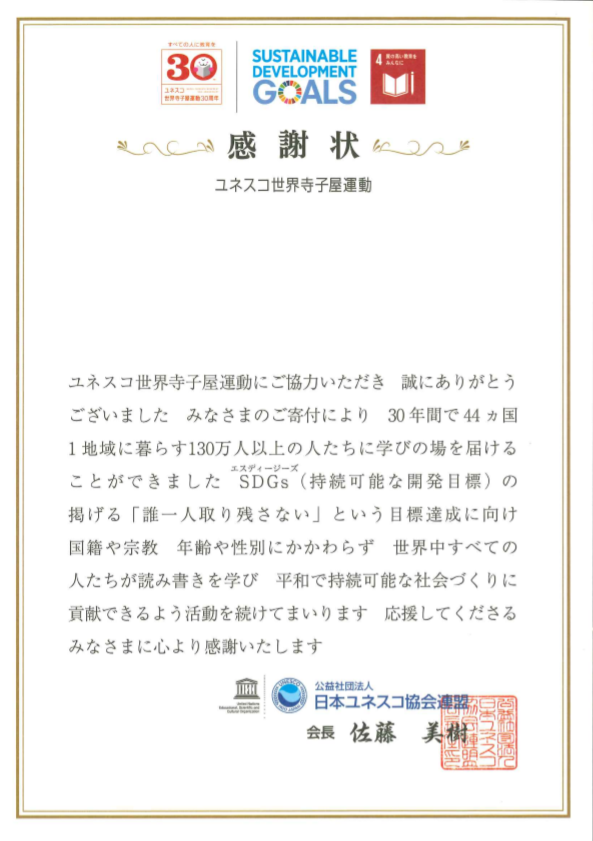 すべての人に教育を
30
ユネスコ
世界寺子屋運動30周年
SUSTAINABLE
DEVELOPMENT
GOALS
4 質の高い教育を
みんなに
感謝状
ユネスコ世界寺子屋運動
ユネスコ世界寺子屋運動にご協力いただき　誠にありがとう
ございました　みなさまのご寄付により　30年間で44ヵ国
1地域に暮らす130万人以上の人たちに学びの場を届ける
エスディージーズ
ことができました　SDGs（持続可能な開発目標）の
掲げる「誰一人取り残さない」という目標達成に向け
国籍や宗教　年齢や性別にかかわらず　世界中すべての
人たちが読み書きを学び　平和で持続可能な社会づくりに
貢献できるよう活動を続けてまいります　応援してくださる
みなさまに心より感謝いたします
United Nations
Educational, Scientific and
Cultural Organization
公益社団法人
日本ユネスコ協会連盟
会長　佐藤　美樹